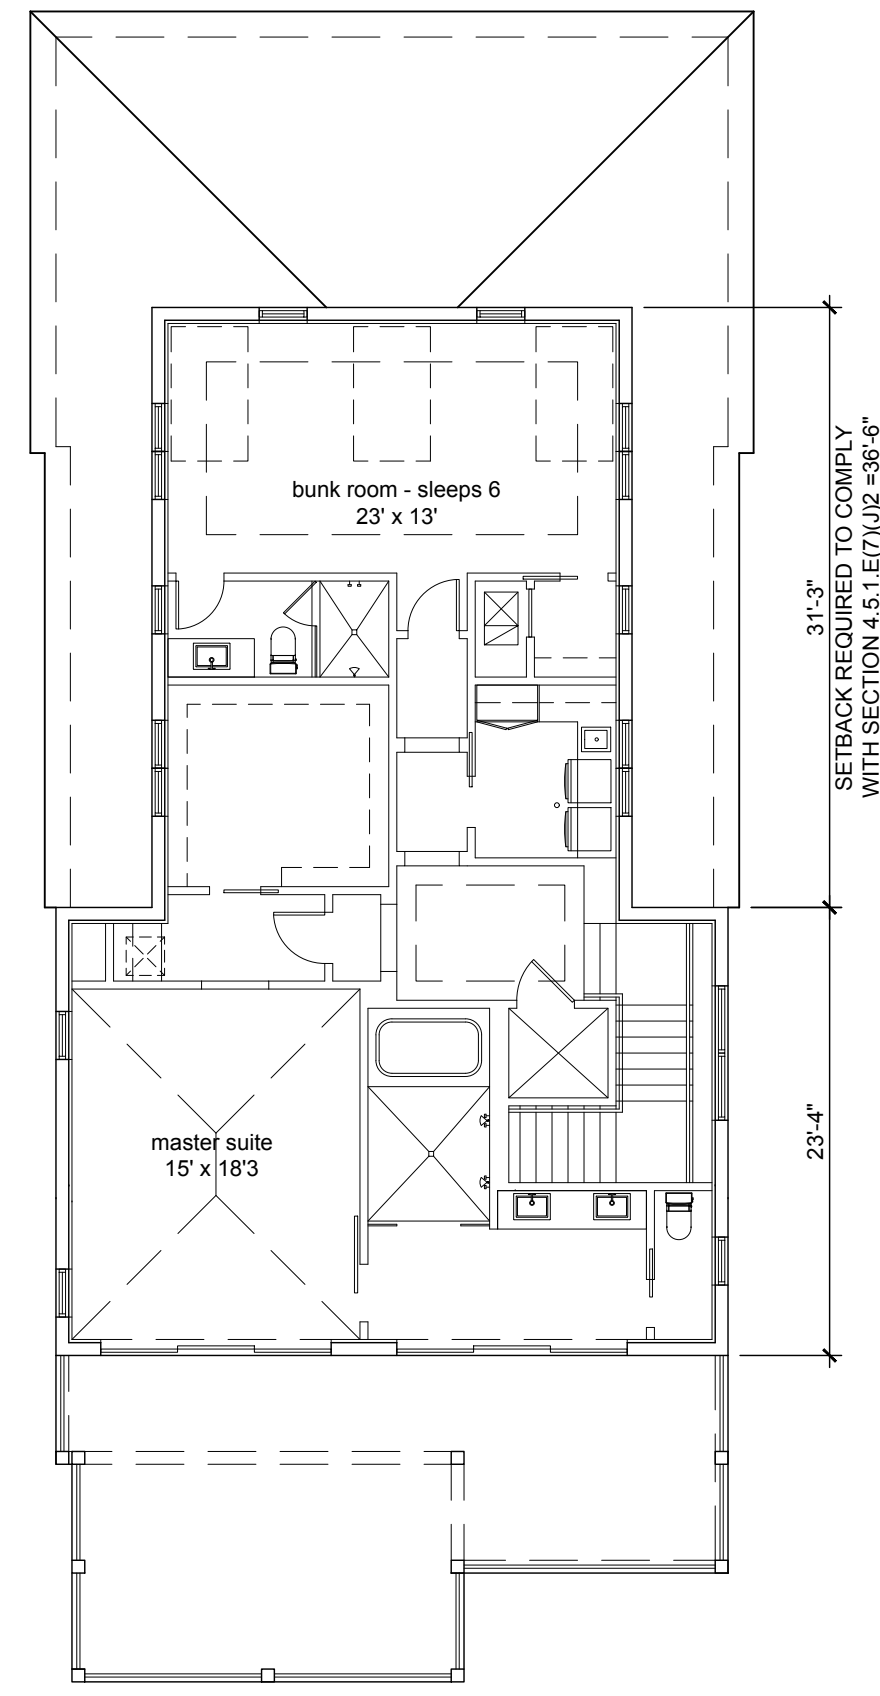 bunk room - sleeps 6
23' x 13'
31'-3"
SETBACK REQUIRED TO COMPLY
WITH SECTION 4.5.1.E(7)(J)2 =36'-6"
master suite
15' x 18'3
23'-4"